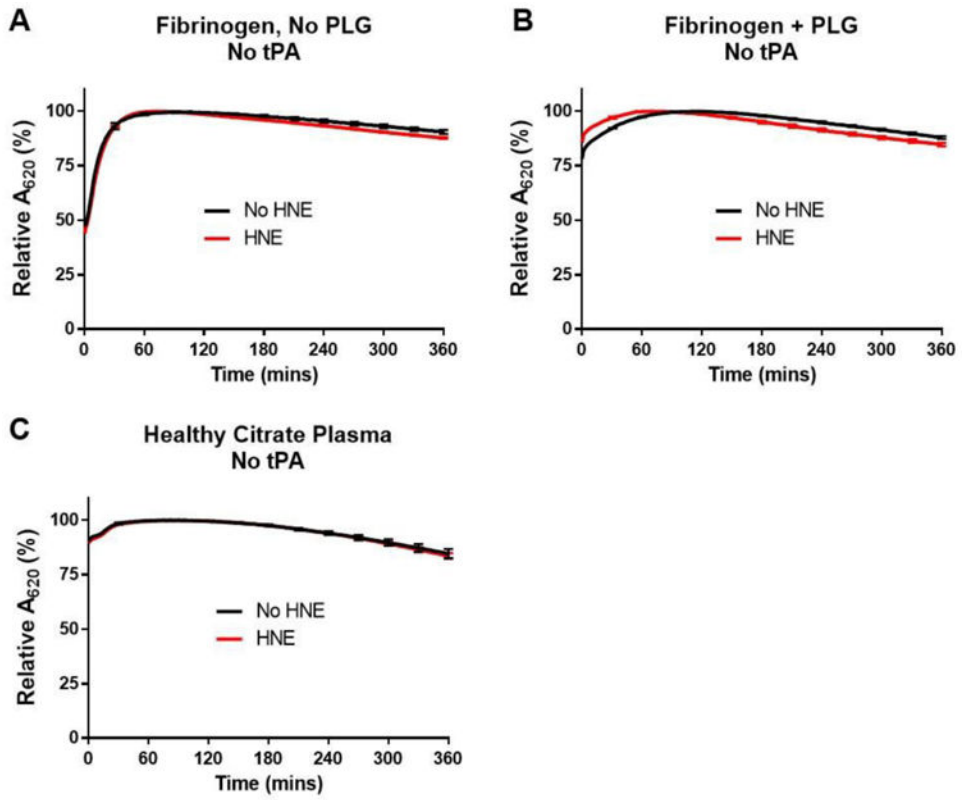 A
Fibrinogen, No PLG
No tPA
Relative A620 (%)
100
75
50
25
0
No HNE
HNE
0 60 120 180 240 300 360
Time (mins)
B
Fibrinogen + PLG
No tPA
Relative A620 (%)
100
75
50
25
0
No HNE
HNE
0 60 120 180 240 300 360
Time (mins)
C
Healthy Citrate Plasma
No tPA
Relative A620 (%)
100
75
50
25
0
No HNE
HNE
0 60 120 180 240 300 360
Time (mins)